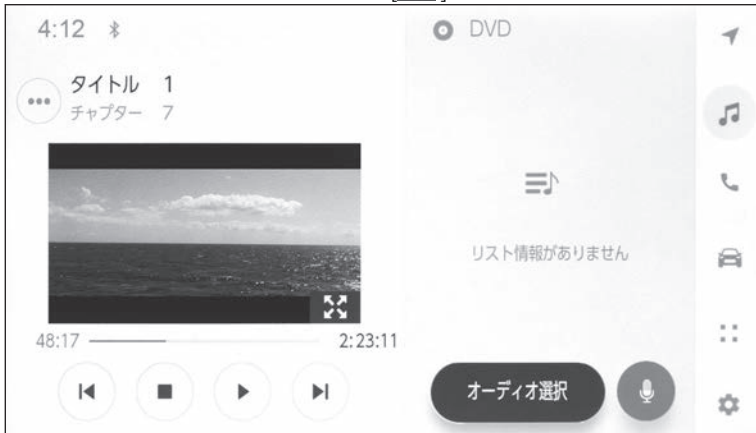 4:12
タイトル 1
チャプター 7
48:17
2:23:11
DVD
リスト情報がありません
オーディオ選択